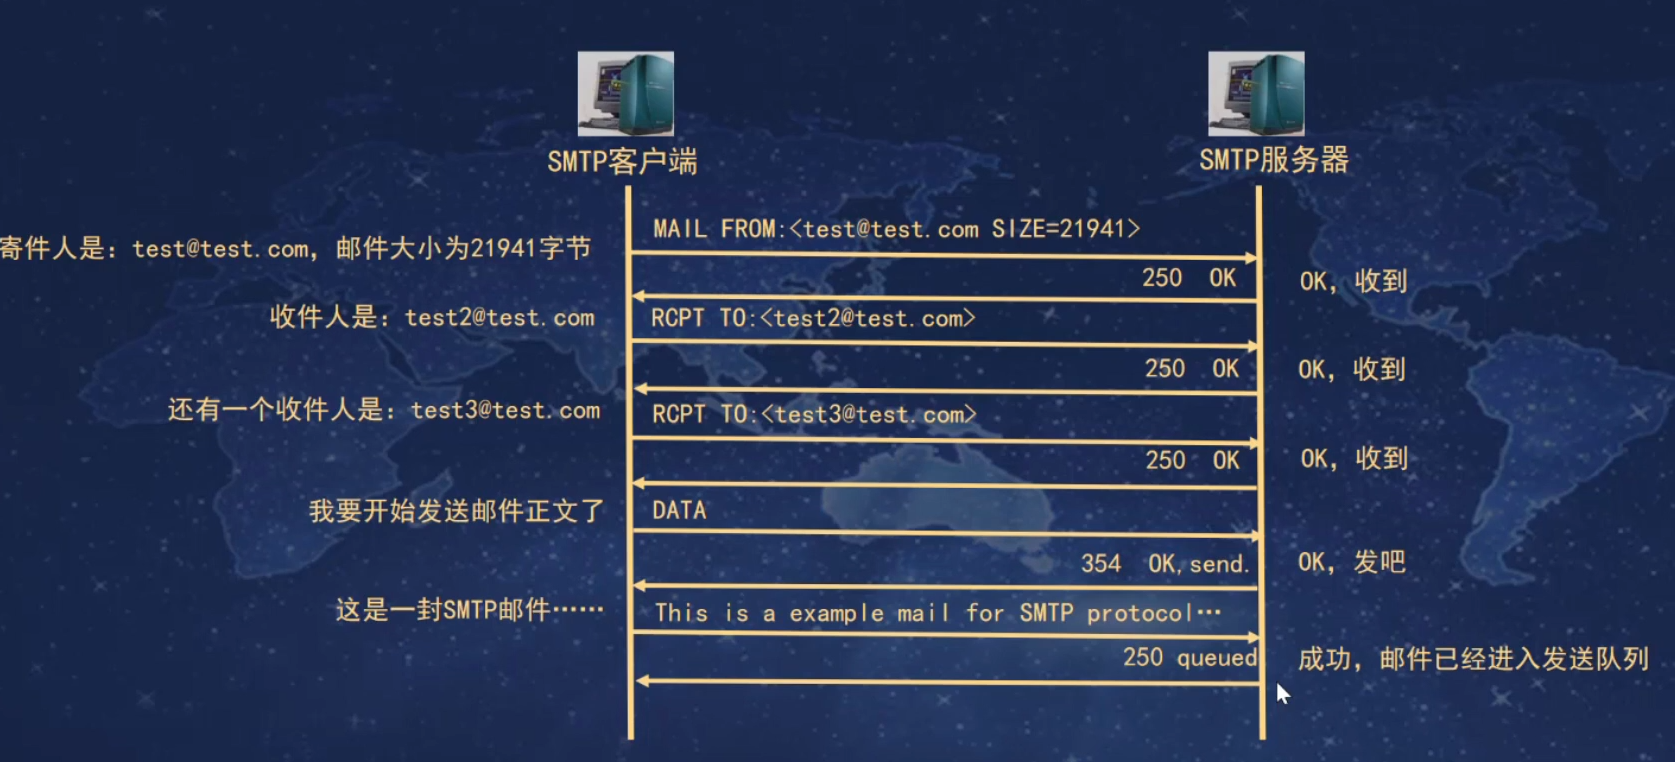 SMTP客户端
SMTP服务器
MAIL FROM:<test@test.com SIZE=21941>
寄件人是：test@test.com，邮件大小为21941字节
250 OK
OK，收到
收件人是：test2@test.com
RCPT TO:<test2@test.com>
250 OK
OK，收到
还有一个收件人是：test3@test.com
RCPT TO:<test3@test.com>
250 OK
OK，收到
我要开始发送邮件正文了
DATA
354 OK,send.
OK，发吧
这是一封SMTP邮件……
This is a example mail for SMTP protocol…
250 queued
成功，邮件已经进入发送队列